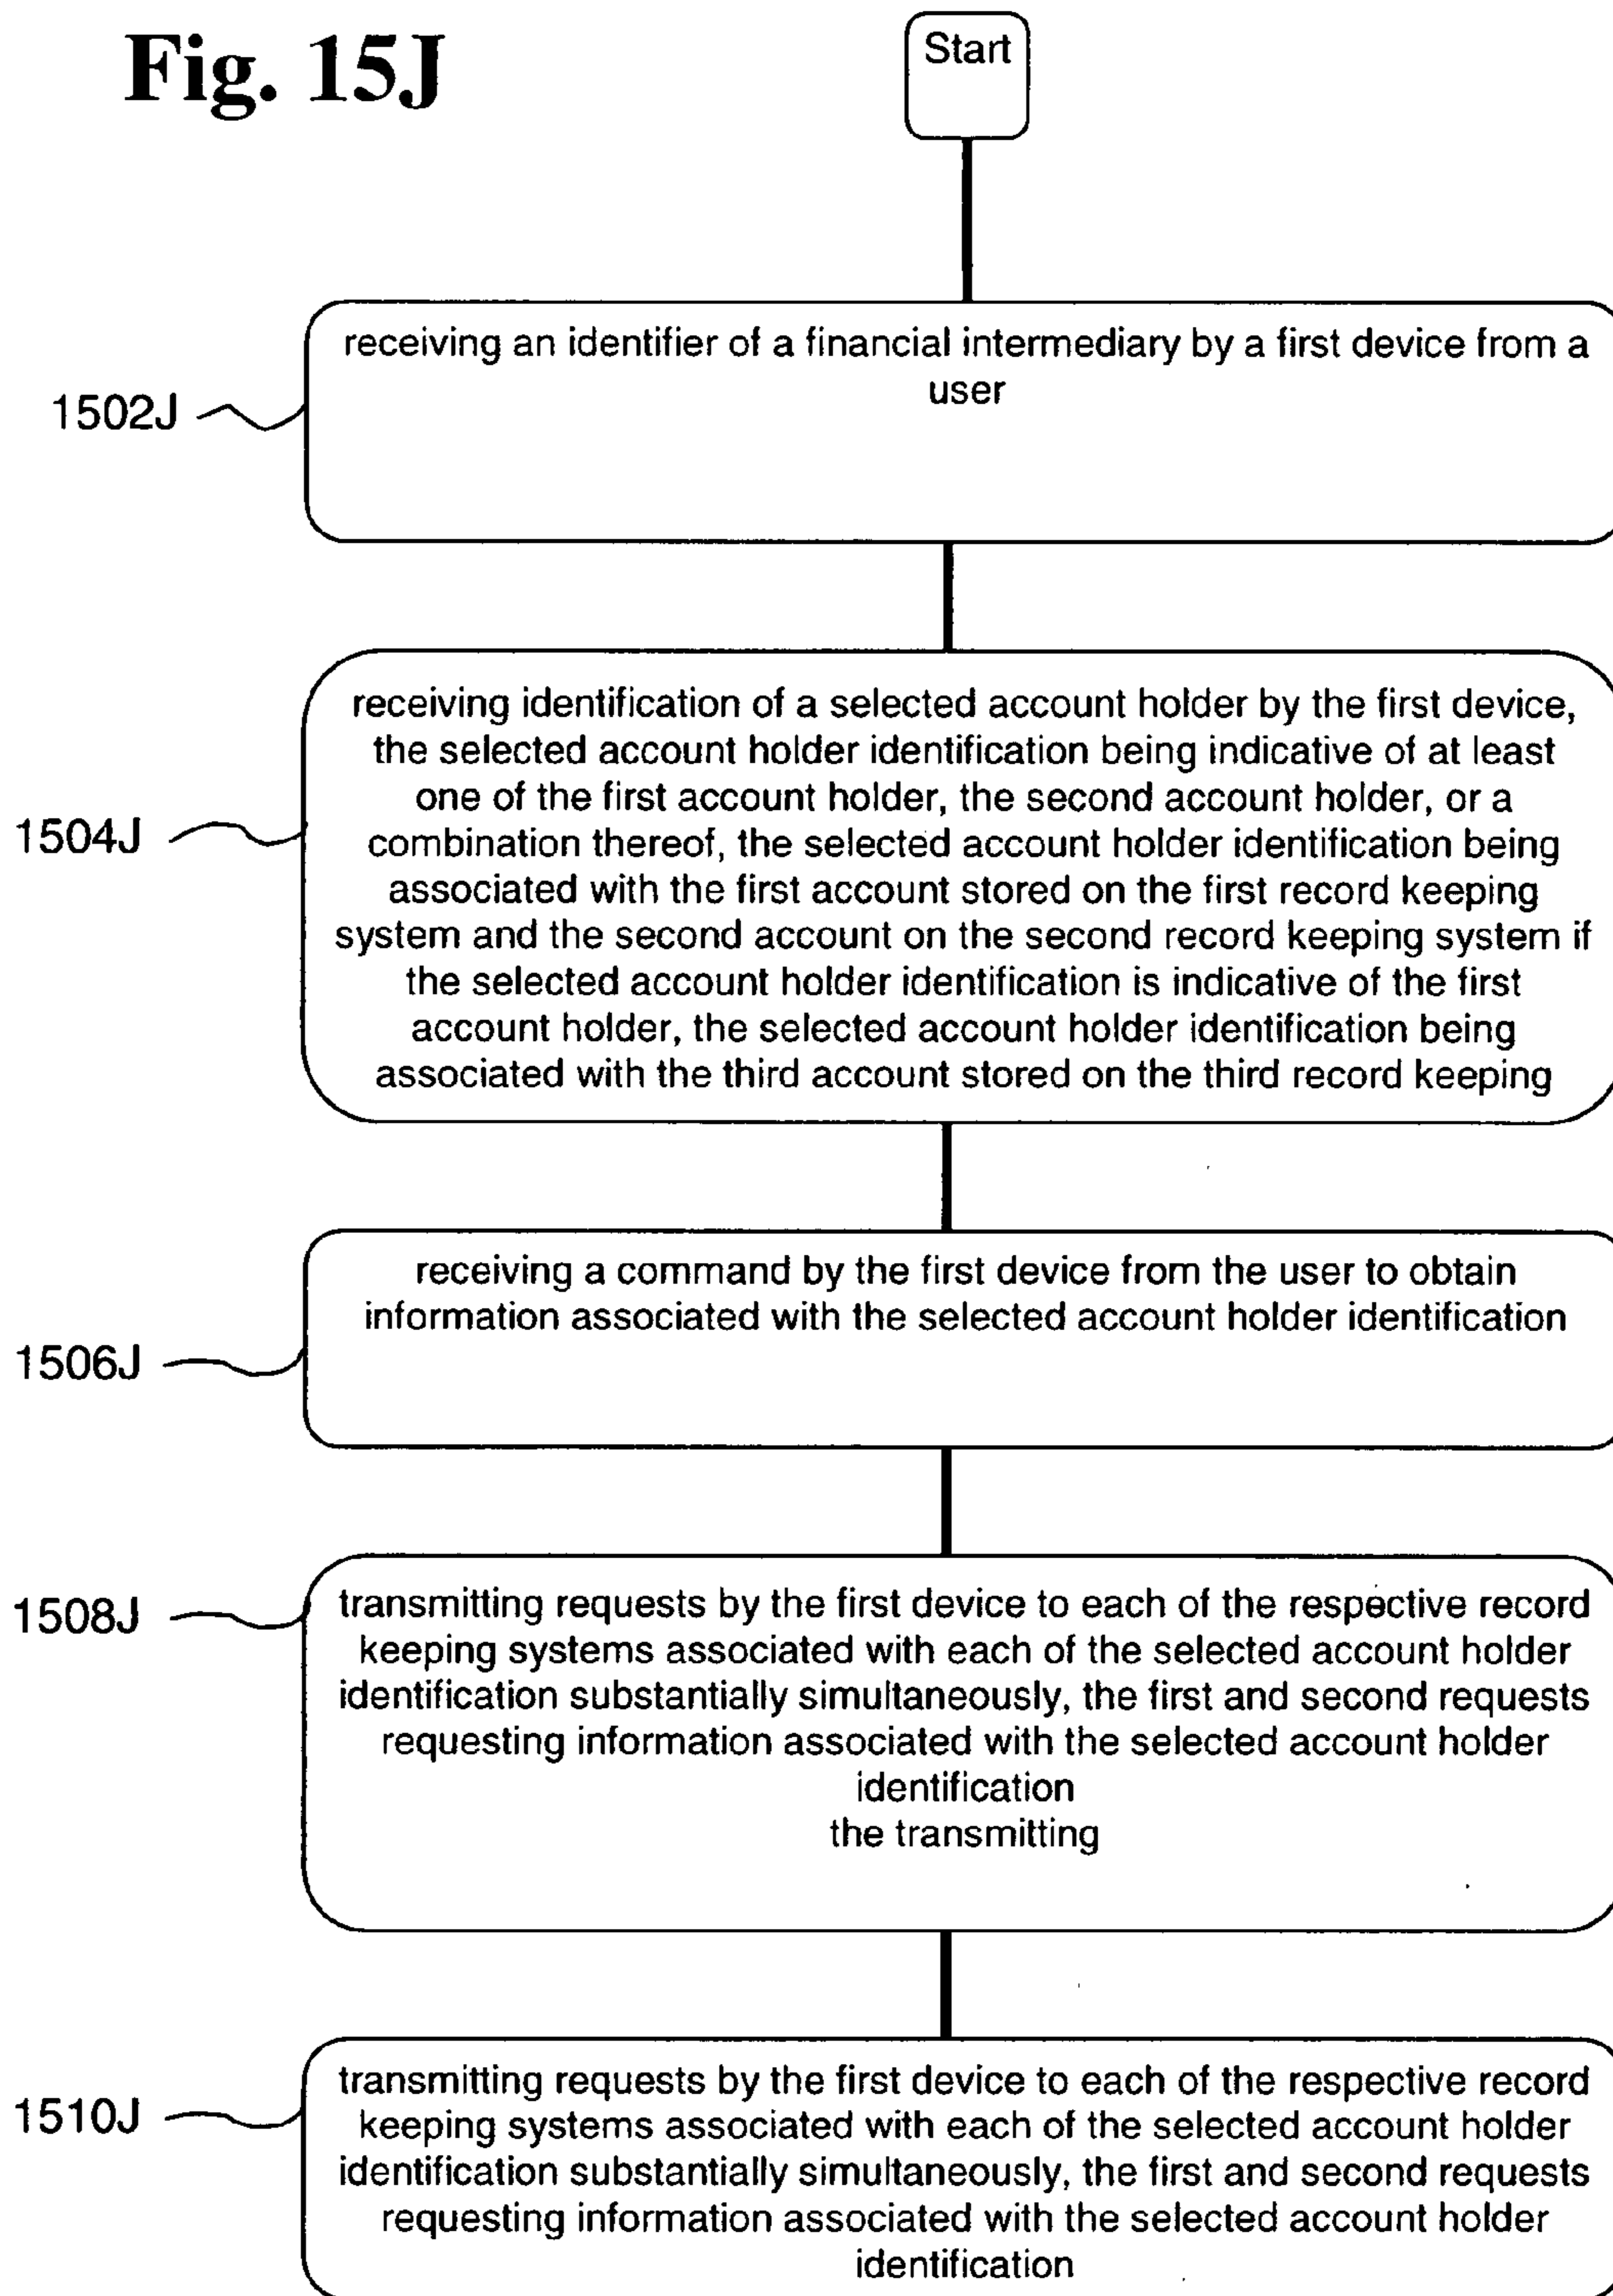 Fig. 15J
Start
receiving an identifier of a financial intermediary by a first device from a
user
1502J
receiving identification of a selected account holder by the first device,
the selected account holder identification being indicative of at least
one of the first account holder, the second account holder, or a
combination thereof, the selected account holder identification being
associated with the first account stored on the first record keeping
system and the second account on the second record keeping system if
the selected account holder identification is indicative of the first
account holder, the selected account holder identification being
associated with the third account stored on the third record keeping
1504J
receiving a command by the first device from the user to obtain
information associated with the selected account holder identification
1506J
transmitting requests by the first device to each of the respective record
keeping systems associated with each of the selected account holder
identification substantially simultaneously, the first and second requests
requesting information associated with the selected account holder
identification
the transmitting
1508J
transmitting requests by the first device to each of the respective record
keeping systems associated with each of the selected account holder
identification substantially simultaneously, the first and second requests
requesting information associated with the selected account holder
identification
1510J